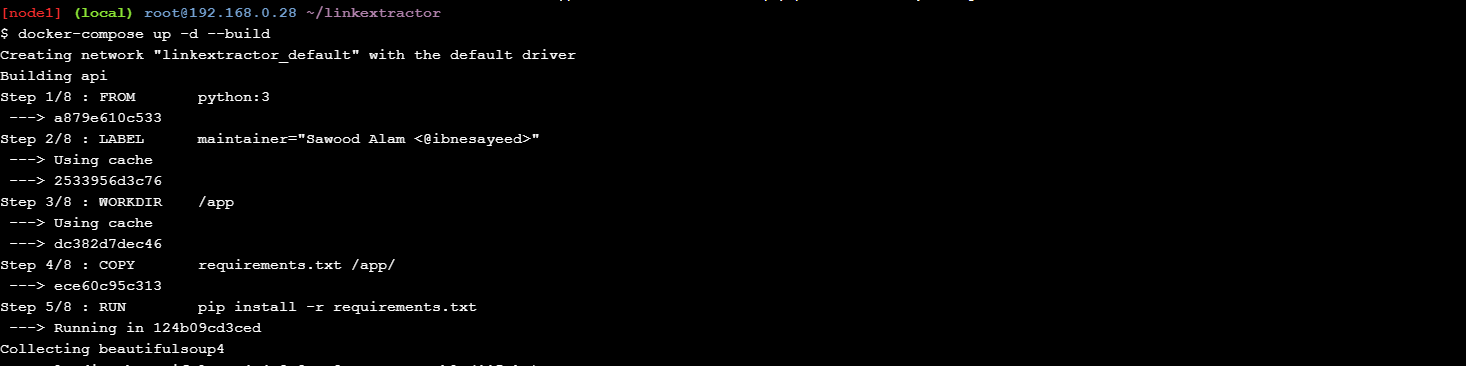 [node1] (local) root@192.168.0.28 ~/linkextractor
$ docker-compose up -d --build
Creating network "linkextractor_default" with the default driver
Building api
Step 1/8 : FROM python:3
---> a879e610c533
Step 2/8 : LABEL maintainer="Sawood Alam <@ibnesayeed>"
---> Using cache
---> 2533956d3c76
Step 3/8 : WORKDIR /app
---> Using cache
---> dc382d7dec46
Step 4/8 : COPY requirements.txt /app/
---> ece60c95c313
Step 5/8 : RUN pip install -r requirements.txt
---> Running in 124b09cd3ced
Collecting beautifulsoup4